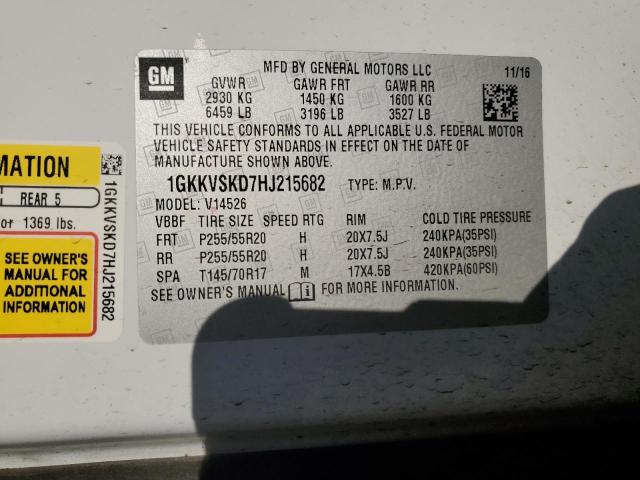 GM
MFD BY GENERAL MOTORS LLC
11/16
GVWR GAWR FRT GAWR RR
2930 KG 1450 KG 1600 KG
6459 LB 3196 LB 3527 LB
THIS VEHICLE CONFORMS TO ALL APPLICABLE U.S. FEDERAL MOTOR
VEHICLE SAFETY STANDARDS IN EFFECT ON THE DATE OF
MANUFACTURE SHOWN ABOVE.
1GKKVSKD7HJ215682 TYPE: M.P.V.
MODEL: V14526
VBBF TIRE SIZE SPEED RTG RIM COLD TIRE PRESSURE
FRT P255/55R20 H 20X7.5J 240KPA(35PSI)
RR P255/55R20 H 20X7.5J 240KPA(35PSI)
SPA T145/70R17 M 17X4.5B 420KPA(60PSI)
SEE OWNER'S MANUAL FOR MORE INFORMATION.
MATION
REAR 5
or 1369 lbs.
SEE OWNER'S
MANUAL FOR
ADDITIONAL
INFORMATION
1GKKVSKD7HJ215682